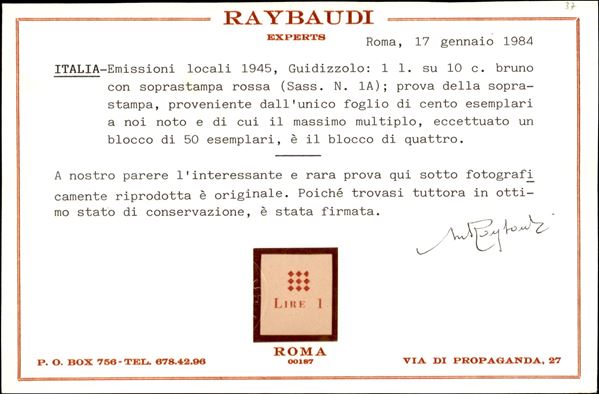 37
RAYBAUDI
EXPERTS
Roma, 17 gennaio 1984
ITALIA-Emissioni locali 1945, Guidizzolo: 1 l. su 10 c. bruno
con soprastampa rossa (Sass. N. 1A); prova della sopra-
stampa, proveniente dall'unico foglio di cento esemplari
a noi noto e di cui il massimo multiplo, eccettuato un
blocco di 50 esemplari, è il blocco di quattro.
A nostro parere l'interessante e rara prova qui sotto fotografi
camente riprodotta è originale. Poiché trovasi tuttora in otti-
mo stato di conservazione, è stata firmata.
LIRE 1
ROMA
00187
P. O. BOX 756-TEL. 678.42.96
VIA DI PROPAGANDA, 27